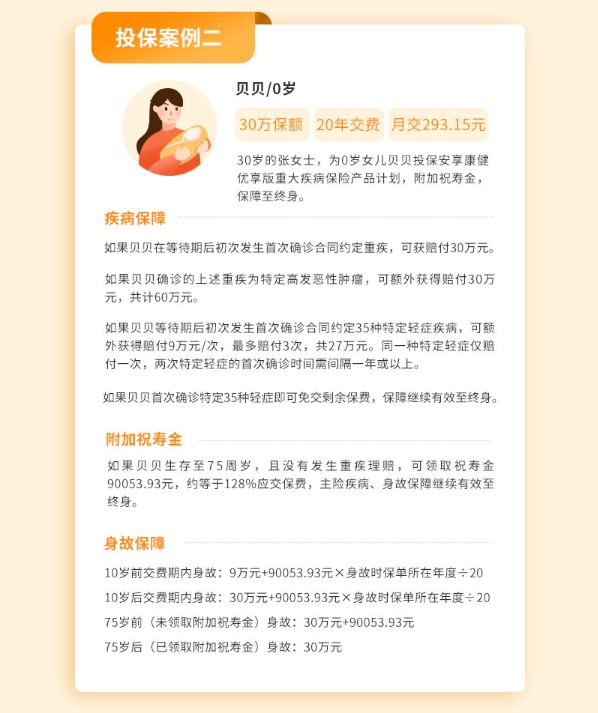 投保案例二
贝贝/0岁
30万保额 20年交费 月交293.15元
30岁的张女士，为0岁女儿贝贝投保安享康健
优享版重大疾病保险产品计划，附加祝寿金，
保障至终身。
疾病保障
如果贝贝在等待期后初次发生首次确诊合同约定重疾，可获赔付30万元。
如果贝贝确诊的上述重疾为特定高发恶性肿瘤，可额外获得赔付30万
元，共计60万元。
如果贝贝等待期后初次发生首次确诊合同约定35种特定轻症疾病，可额
外获得赔付9万元/次，最多赔付3次，共27万元。同一种特定轻症仅赔
付一次，两次特定轻症的首次确诊时间需间隔一年或以上。
如果贝贝首次确诊特定35种轻症即可免交剩余保费，保障继续有效至终身。
附加祝寿金
如果贝贝生存至75周岁，且没有发生重疾理赔，可领取祝寿金
90053.93元，约等于128%应交保费，主险疾病、身故保障继续有效至
终身。
身故保障
10岁前交费期内身故：9万元+90053.93元×身故时保单所在年度÷20
10岁后交费期内身故：30万元+90053.93元×身故时保单所在年度÷20
75岁前（未领取附加祝寿金）身故：30万元+90053.93元
75岁后（已领取附加祝寿金）身故：30万元